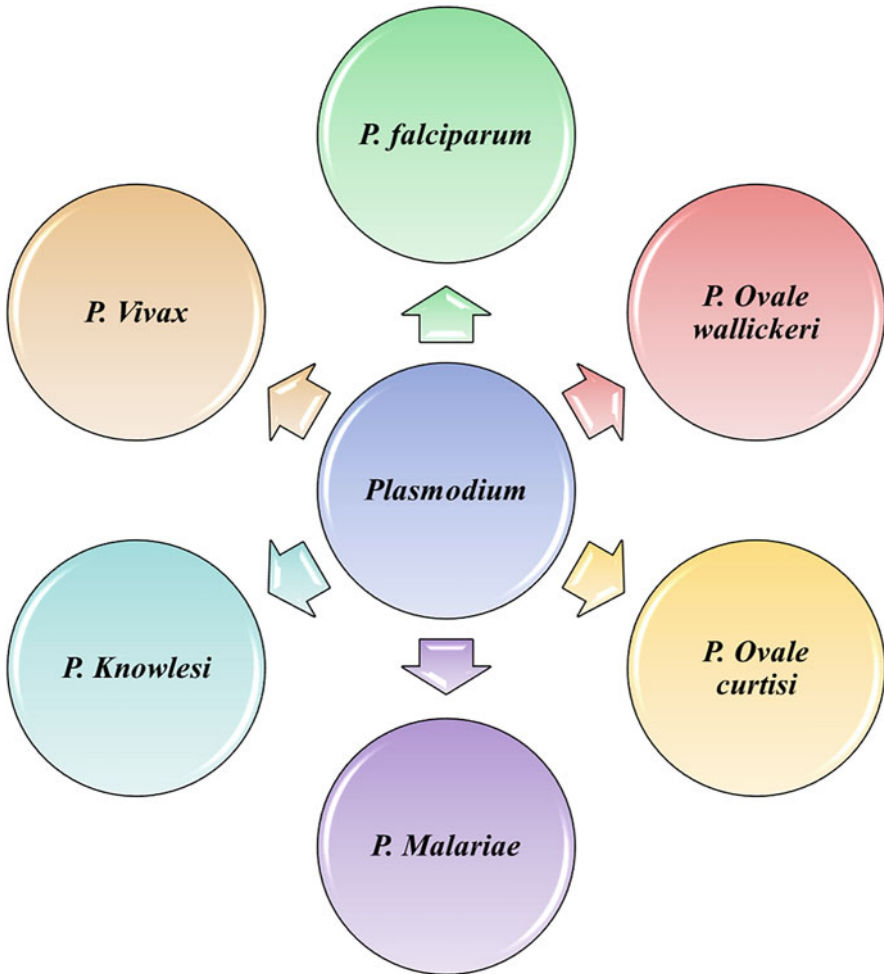 P. falciparum
P. Vivax
P. Ovale
wallickeri
Plasmodium
P. Knowlesi
P. Ovale
curtisi
P. Malariae